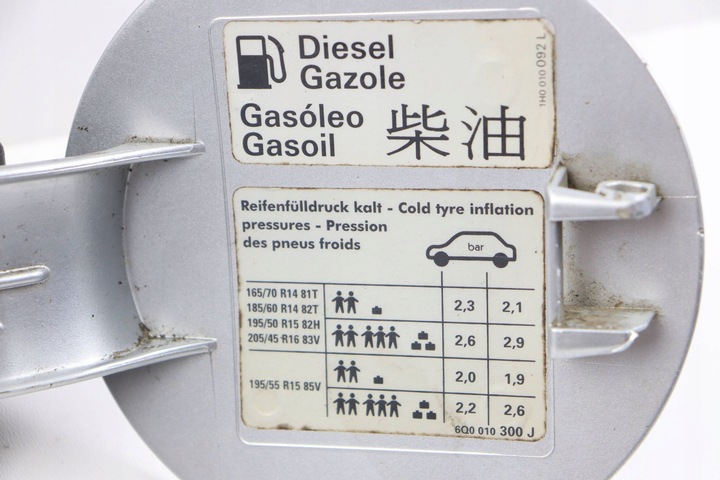 Diesel
Gazole
Gasóleo
Gasoil
柴油
1H0 010 092 L
Reifenfülldruck kalt - Cold tyre inflation
pressures - Pression
des pneus froids
bar
165/70 R14 81T
185/60 R14 82T
2,3 2,1
195/50 R15 82H
205/45 R16 83V
2,6 2,9
195/55 R15 85V
2,0 1,9
2,2 2,6
6Q0 010 300 J